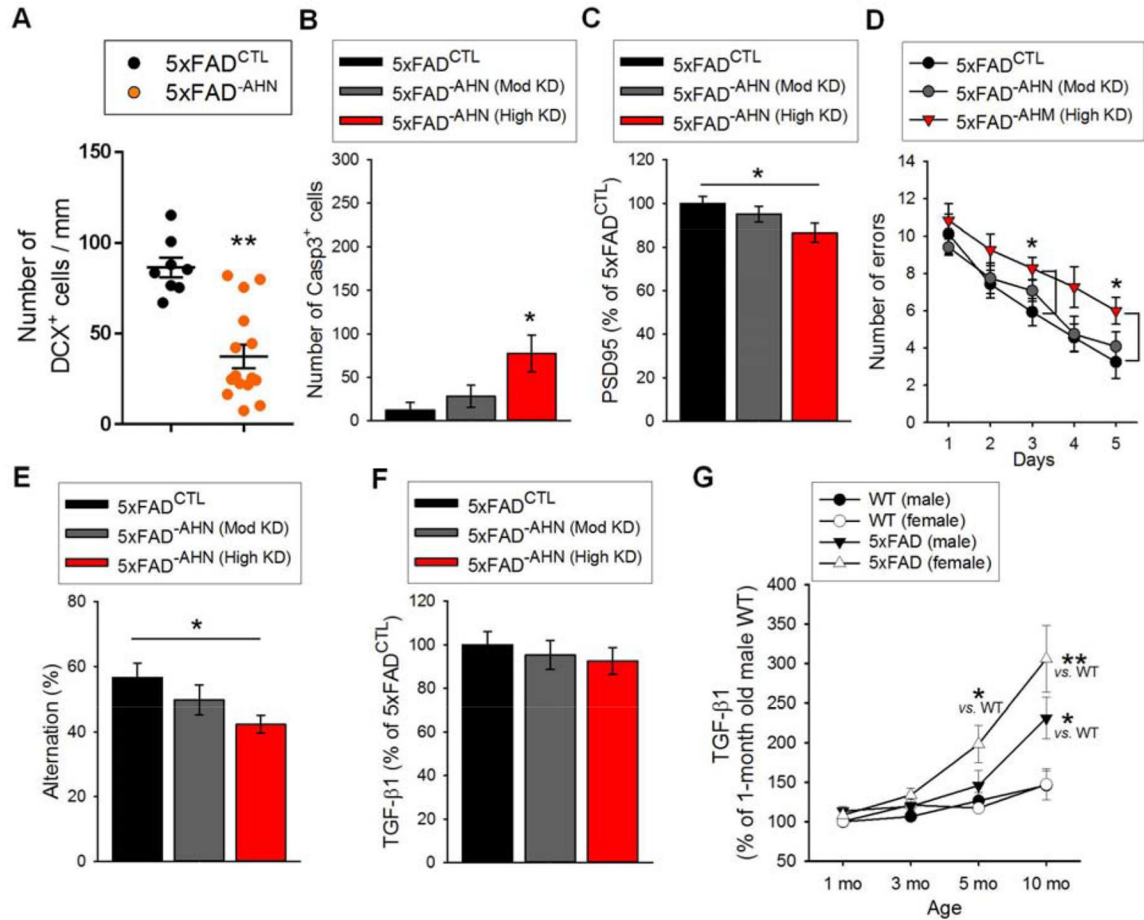 A
5xFAD^CTL
5xFAD^-AHN
Number of
DCX⁺ cells / mm
150
100
50
0
**
B
5xFAD^CTL
5xFAD^-AHN (Mod KD)
5xFAD^-AHN (High KD)
Number of Casp3⁺ cells
300
250
200
150
100
50
0
*
C
5xFAD^CTL
5xFAD^-AHN (Mod KD)
5xFAD^-AHN (High KD)
PSD95 (% of 5xFAD^CTL)
120
100
80
60
40
20
0
*
D
5xFAD^CTL
5xFAD^-AHN (Mod KD)
5xFAD^-AHM (High KD)
Number of errors
14
12
10
8
6
4
2
0
*
*
1 2 3 4 5
Days
E
5xFAD^CTL
5xFAD^-AHN (Mod KD)
5xFAD^-AHN (High KD)
Alternation (%)
80
60
40
20
0
*
F
5xFAD^CTL
5xFAD^-AHN (Mod KD)
5xFAD^-AHN (High KD)
TGF-β1 (% of 5xFAD^CTL)
120
100
80
60
40
20
0
G
WT (male)
WT (female)
5xFAD (male)
5xFAD (female)
TGF-β1
(% of 1-month old male WT)
400
350
300
250
200
150
100
50
*
vs. WT
**
vs. WT
*
vs. WT
1 mo 3 mo 5 mo 10 mo
Age